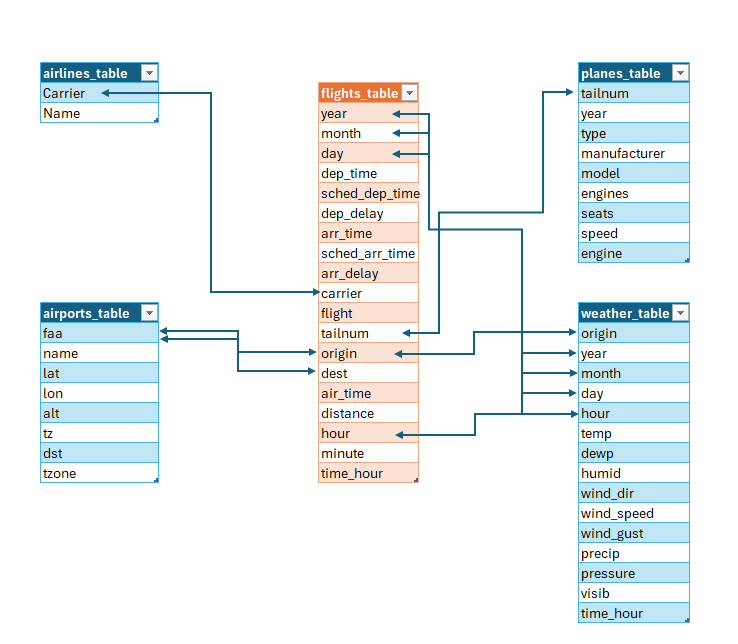 airlines_table
Carrier
Name
airports_table
faa
name
lat
lon
alt
tz
dst
tzone
flights_table
year
month
day
dep_time
sched_dep_time
dep_delay
arr_time
sched_arr_time
arr_delay
carrier
flight
tailnum
origin
dest
air_time
distance
hour
minute
time_hour
planes_table
tailnum
year
type
manufacturer
model
engines
seats
speed
engine
weather_table
origin
year
month
day
hour
temp
dewp
humid
wind_dir
wind_speed
wind_gust
precip
pressure
visib
time_hour